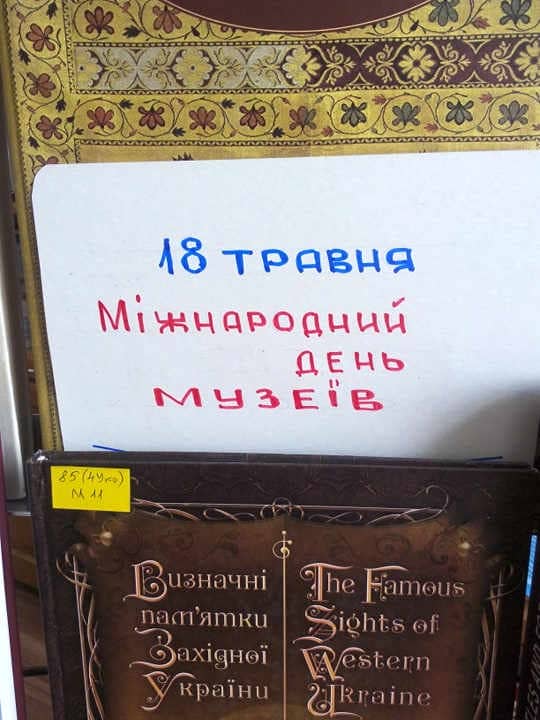 18 травня
Міжнародний
день
музеїв
85(4Укр)
М 11
Визначні
пам'ятки
Західної
України
The Famous
Sights of
Western
Ukraine